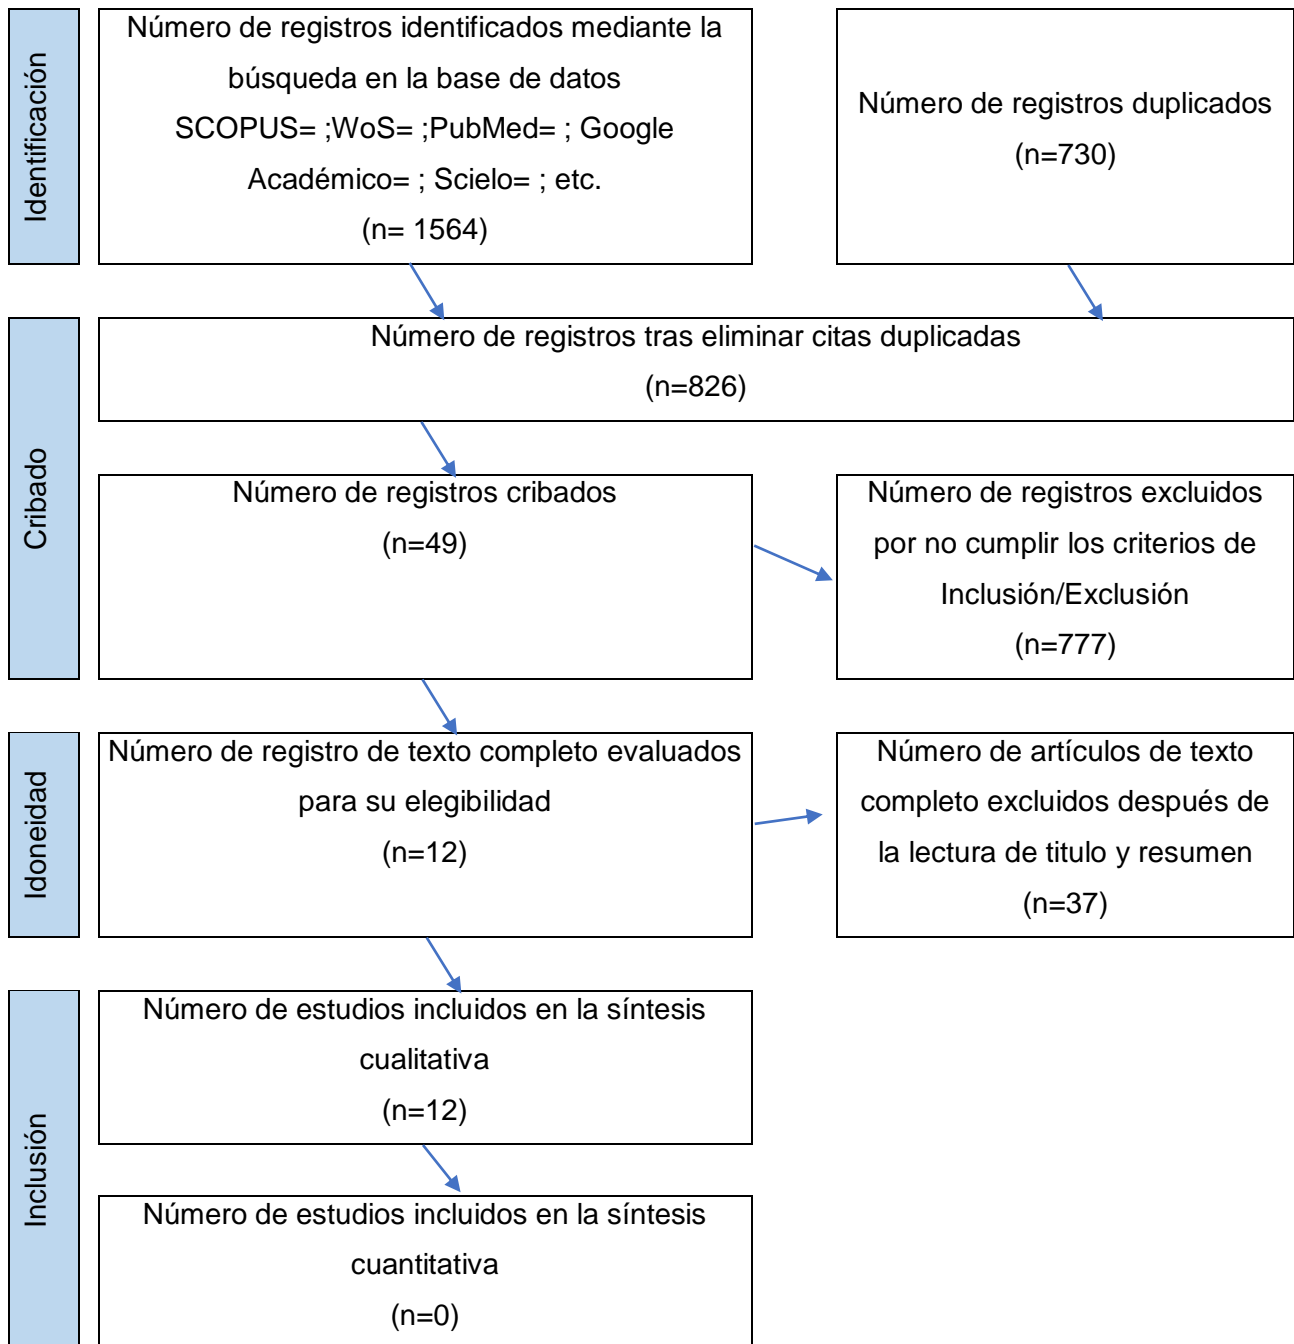 Identificación
Número de registros identificados mediante la
búsqueda en la base de datos
SCOPUS= ;WoS= ;PubMed= ; Google
Académico= ; Scielo= ; etc.
(n= 1564)
Número de registros duplicados
(n=730)
Cribado
Número de registros tras eliminar citas duplicadas
(n=826)
Número de registros cribados
(n=49)
Número de registros excluidos
por no cumplir los criterios de
Inclusión/Exclusión
(n=777)
Idoneidad
Número de registro de texto completo evaluados
para su elegibilidad
(n=12)
Número de artículos de texto
completo excluidos después de
la lectura de titulo y resumen
(n=37)
Inclusión
Número de estudios incluidos en la síntesis
cualitativa
(n=12)
Número de estudios incluidos en la síntesis
cuantitativa
(n=0)